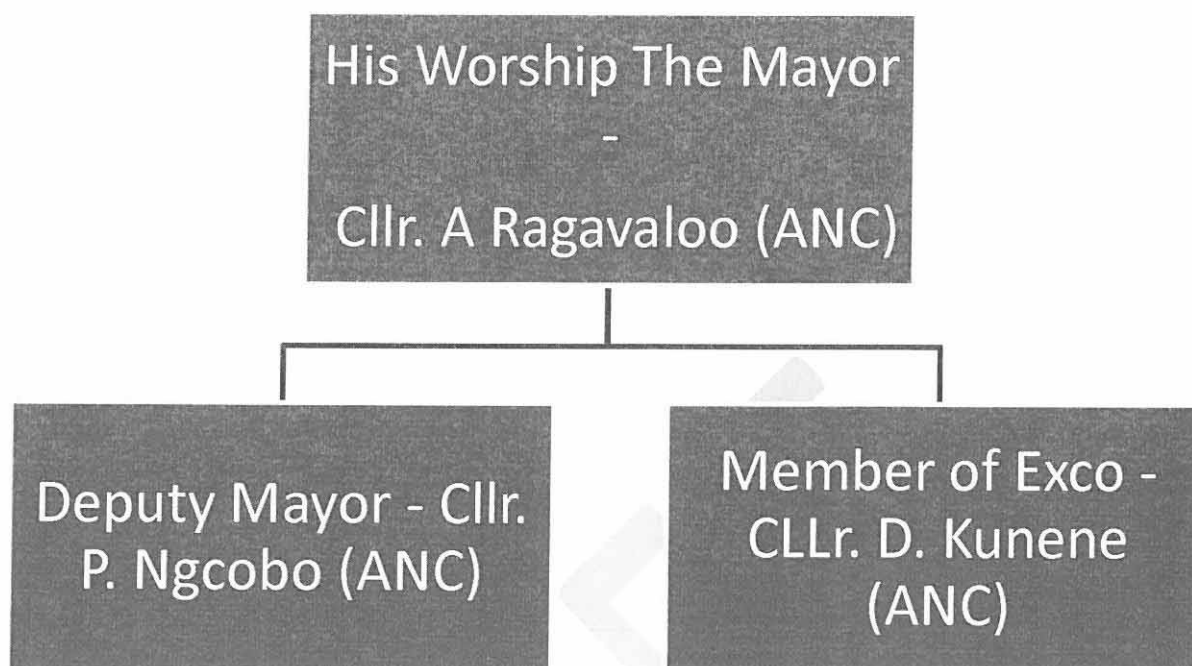 His Worship The Mayor
-
Cllr. A Ragavaloo (ANC)
Deputy Mayor - Cllr.
P. Ngcobo (ANC)
Member of Exco -
CLLr. D. Kunene
(ANC)